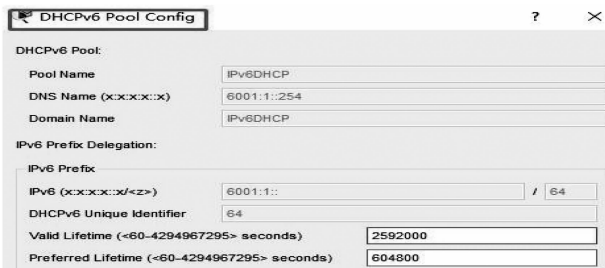 DHCPv6 Pool Config ? ×
DHCPv6 Pool:
Pool Name IPv6DHCP
DNS Name (x:x:x:x::x) 6001:1::254
Domain Name IPv6DHCP
IPv6 Prefix Delegation:
IPv6 Prefix
IPv6 (x:x:x:x::x/<z>) 6001:1:: / 64
DHCPv6 Unique Identifier 64
Valid Lifetime (<60-4294967295> seconds) 2592000
Preferred Lifetime (<60-4294967295> seconds) 604800